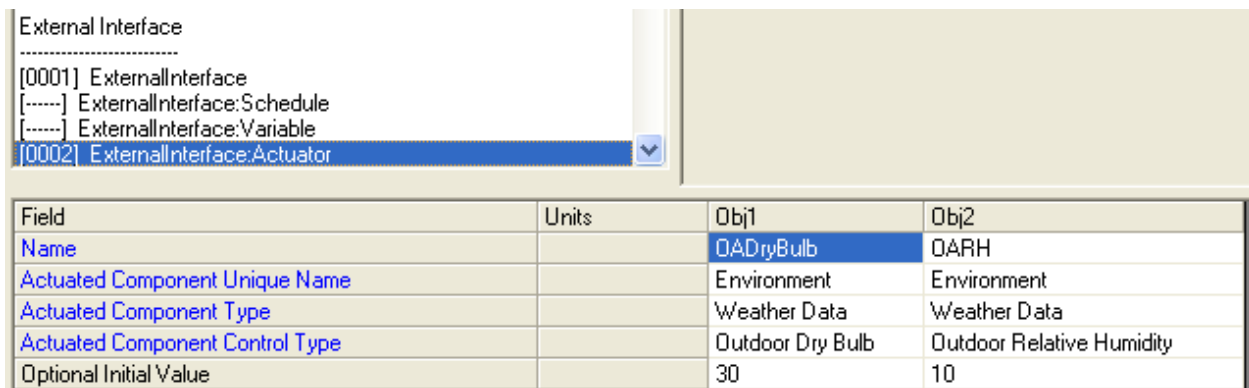 External Interface
---------------------------
[0001] ExternalInterface
[------] ExternalInterface:Schedule
[------] ExternalInterface:Variable
[0002] ExternalInterface:Actuator
Field Units Obj1 Obj2
Name OADryBulb OARH
Actuated Component Unique Name Environment Environment
Actuated Component Type Weather Data Weather Data
Actuated Component Control Type Outdoor Dry Bulb Outdoor Relative Humidity
Optional Initial Value 30 10